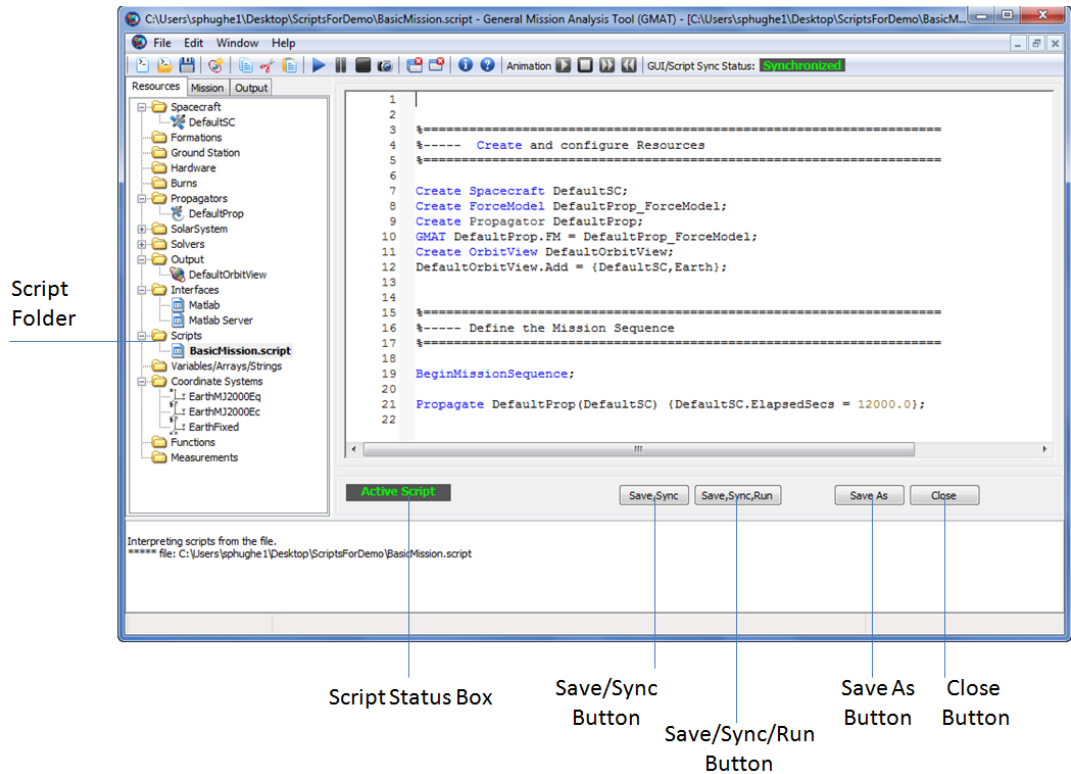 C:\Users\sphughe1\Desktop\ScriptsForDemo\BasicMission.script - General Mission Analysis Tool (GMAT) - [C:\Users\sphughe1\Desktop\ScriptsForDemo\BasicM...
File Edit Window Help
Animation GUI/Script Sync Status: Synchronized
Resources Mission Output
Spacecraft
DefaultSC
Formations
Ground Station
Hardware
Burns
Propagators
DefaultProp
SolarSystem
Solvers
Output
DefaultOrbitView
Interfaces
Matlab
Matlab Server
Scripts
BasicMission.script
Variables/Arrays/Strings
Coordinate Systems
EarthMJ2000Eq
EarthMJ2000Ec
EarthFixed
Functions
Measurements
1
2
3 %==================================================================
4 %----- Create and configure Resources
5 %==================================================================
6
7 Create Spacecraft DefaultSC;
8 Create ForceModel DefaultProp_ForceModel;
9 Create Propagator DefaultProp;
10 GMAT DefaultProp.FM = DefaultProp_ForceModel;
11 Create OrbitView DefaultOrbitView;
12 DefaultOrbitView.Add = {DefaultSC,Earth};
13
14
15 %==================================================================
16 %----- Define the Mission Sequence
17 %==================================================================
18
19 BeginMissionSequence;
20
21 Propagate DefaultProp(DefaultSC) {DefaultSC.ElapsedSecs = 12000.0};
22
Active Script Save,Sync Save,Sync,Run Save As Close
Interpreting scripts from the file.
***** file: C:\Users\sphughe1\Desktop\ScriptsForDemo\BasicMission.script
Script
Folder
Script Status Box
Save/Sync
Button
Save/Sync/Run
Button
Save As
Button
Close
Button